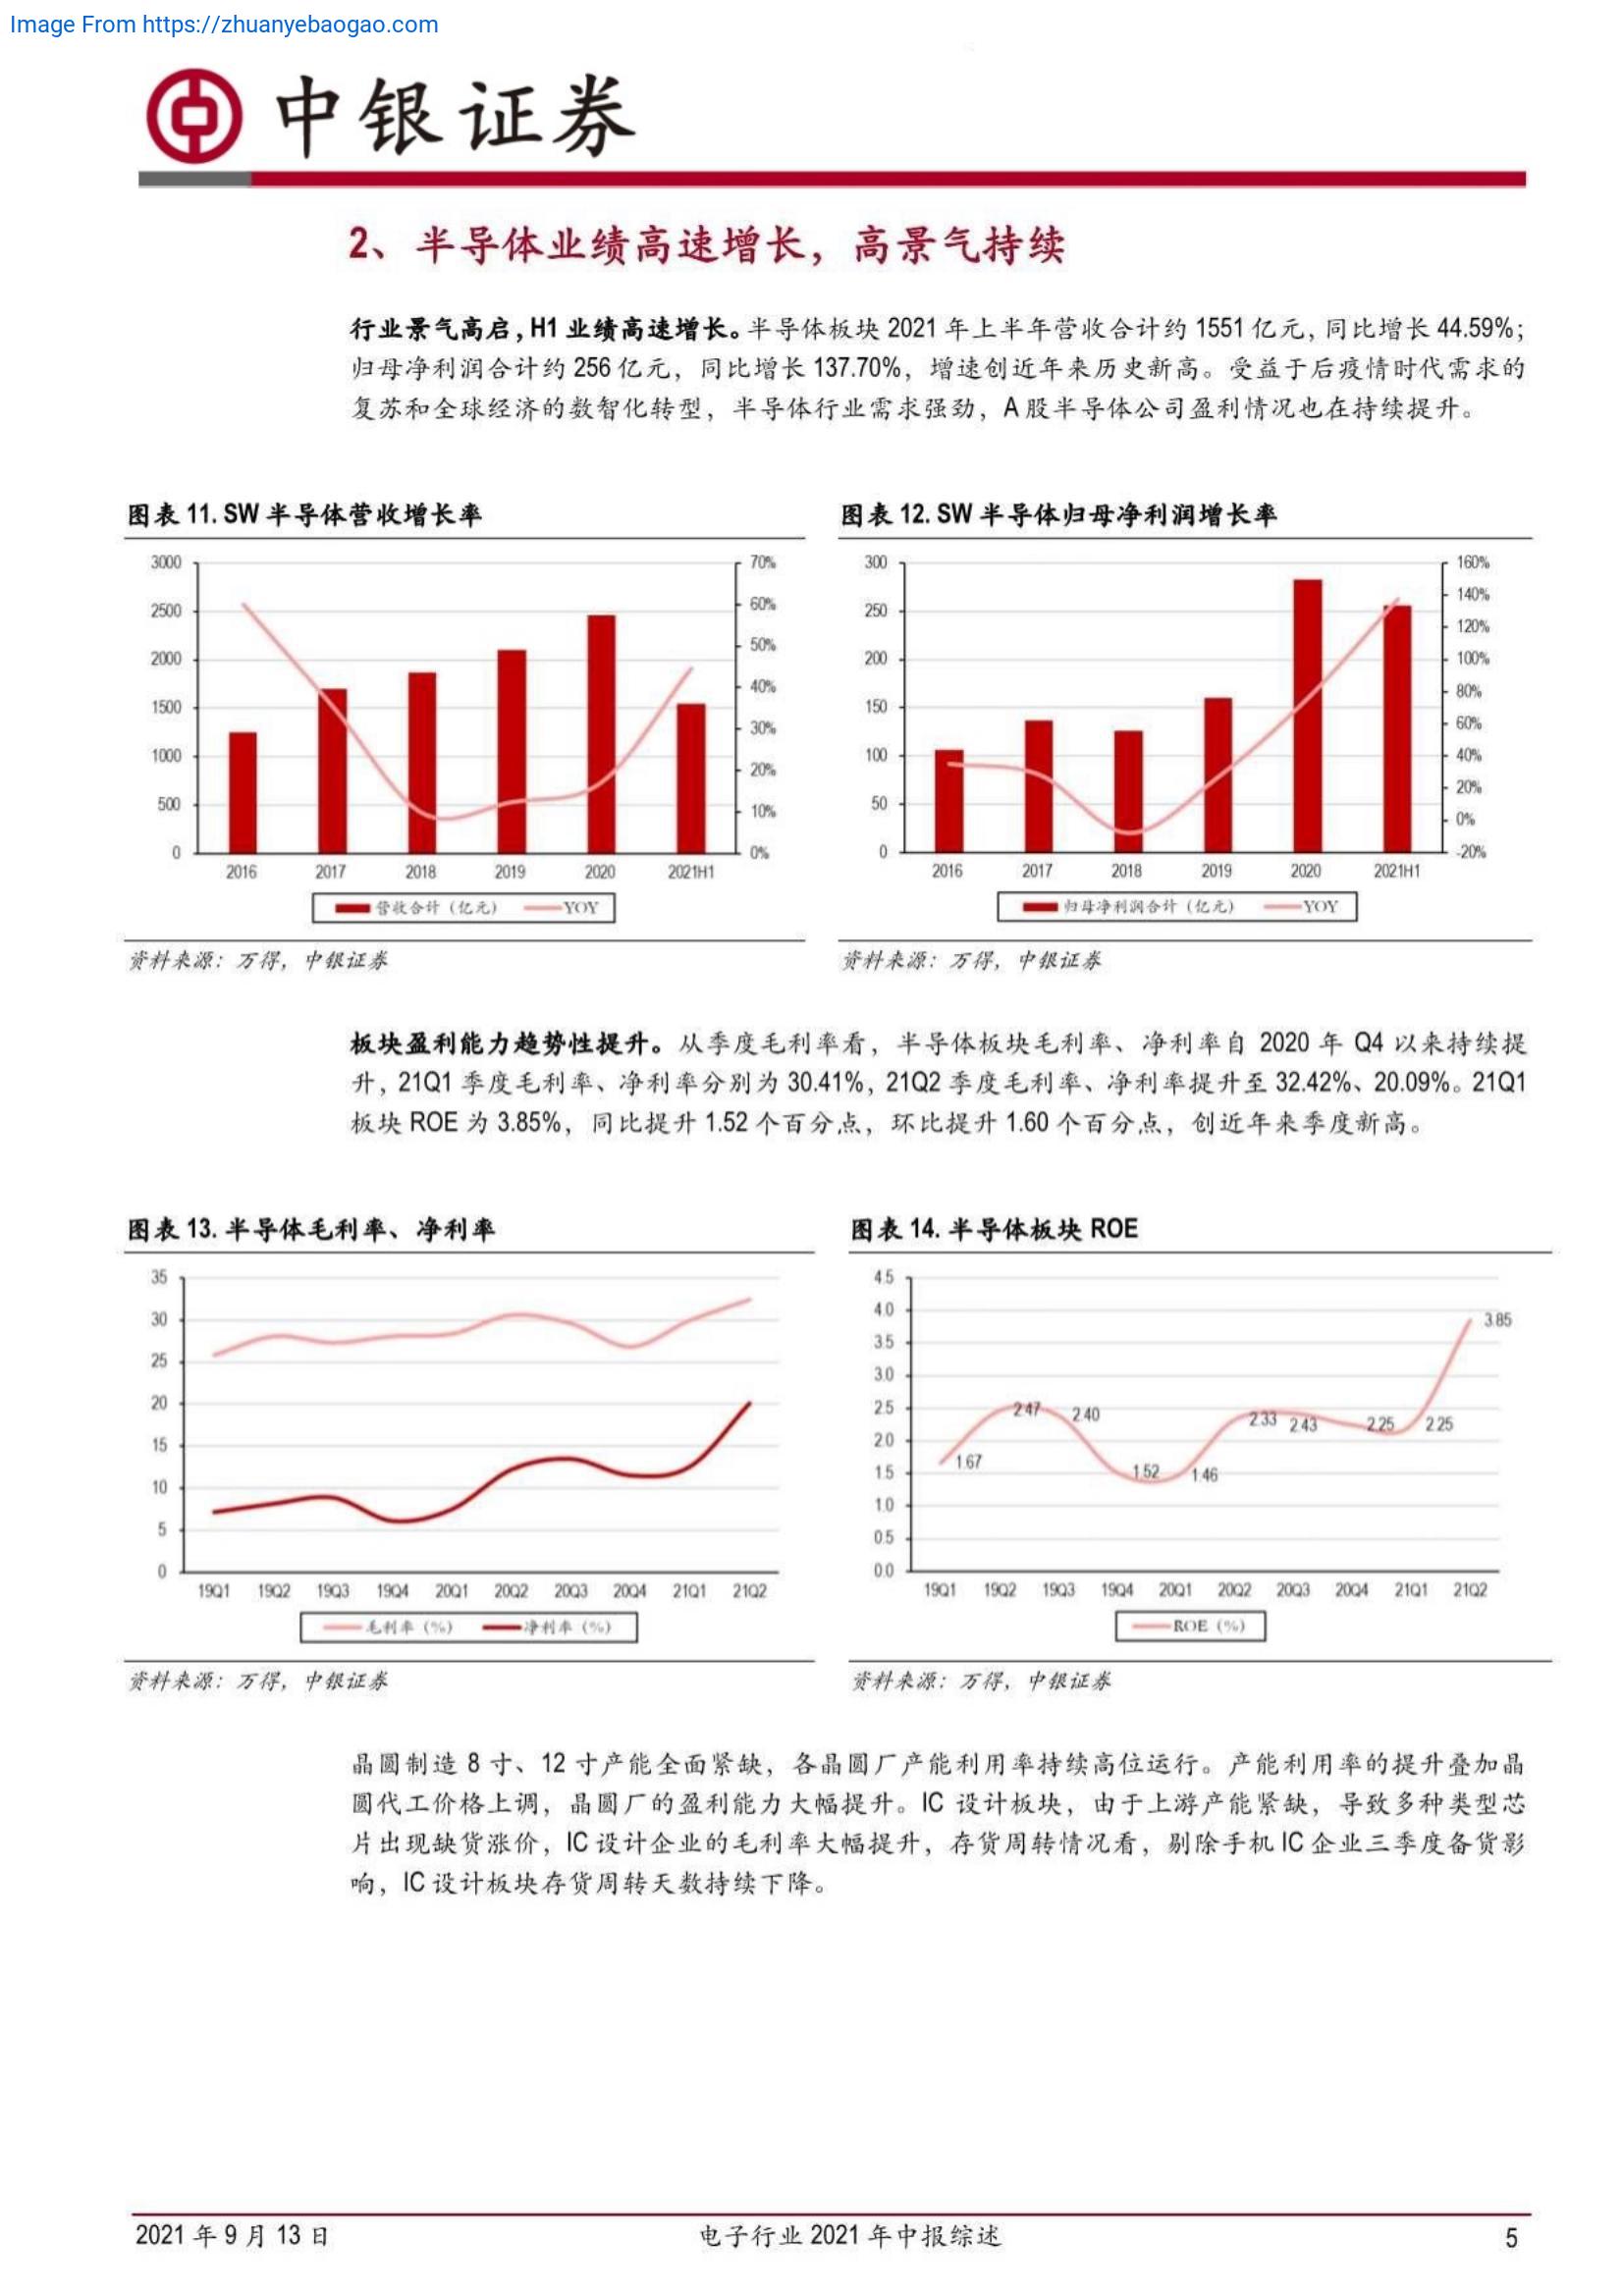 Image From https://zhuanyebaogao.com
中银证券
2、半导体业绩高速增长，高景气持续
行业景气高启，H1 业绩高速增长。半导体板块 2021 年上半年营收合计约 1551 亿元，同比增长 44.59%；
归母净利润合计约 256 亿元，同比增长 137.70%，增速创近年来历史新高。受益于后疫情时代需求的
复苏和全球经济的数智化转型，半导体行业需求强劲，A 股半导体公司盈利情况也在持续提升。
图表 11. SW 半导体营收增长率
3000
2500
2000
1500
1000
500
0
70%
60%
50%
40%
30%
20%
10%
0%
2016 2017 2018 2019 2020 2021H1
营收合计（亿元） YOY
资料来源：万得，中银证券
图表 12. SW 半导体归母净利润增长率
300
250
200
150
100
50
0
160%
140%
120%
100%
80%
60%
40%
20%
0%
-20%
2016 2017 2018 2019 2020 2021H1
归母净利润合计（亿元） YOY
资料来源：万得，中银证券
板块盈利能力趋势性提升。从季度毛利率看，半导体板块毛利率、净利率自 2020 年 Q4 以来持续提
升，21Q1 季度毛利率、净利率分别为 30.41%，21Q2 季度毛利率、净利率提升至 32.42%、20.09%。21Q1
板块 ROE 为 3.85%，同比提升 1.52 个百分点，环比提升 1.60 个百分点，创近年来季度新高。
图表 13. 半导体毛利率、净利率
35
30
25
20
15
10
5
0
19Q1 19Q2 19Q3 19Q4 20Q1 20Q2 20Q3 20Q4 21Q1 21Q2
毛利率（%） 净利率（%）
资料来源：万得，中银证券
图表 14. 半导体板块 ROE
4.5
4.0
3.5
3.0
2.5
2.0
1.5
1.0
0.5
0.0
1.67
2.47
2.40
1.52
1.46
2.33
2.43
2.25
2.25
3.85
19Q1 19Q2 19Q3 19Q4 20Q1 20Q2 20Q3 20Q4 21Q1 21Q2
ROE（%）
资料来源：万得，中银证券
晶圆制造 8 寸、12 寸产能全面紧缺，各晶圆厂产能利用率持续高位运行。产能利用率的提升叠加晶
圆代工价格上调，晶圆厂的盈利能力大幅提升。IC 设计板块，由于上游产能紧缺，导致多种类型芯
片出现缺货涨价，IC 设计企业的毛利率大幅提升，存货周转情况看，剔除手机 IC 企业三季度备货影
响，IC 设计板块存货周转天数持续下降。
2021 年 9 月 13 日
电子行业 2021 年中报综述
5